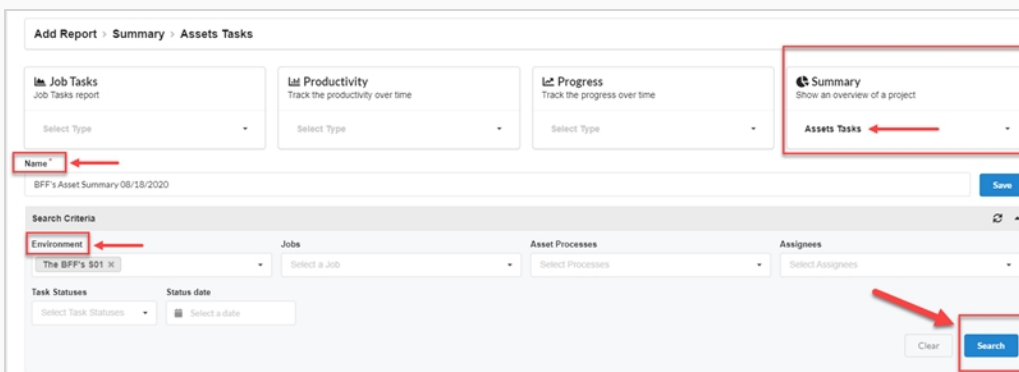 Add Report > Summary > Assets Tasks
Job Tasks
Job Tasks report
Select Type
Productivity
Track the productivity over time
Select Type
Progress
Track the progress over time
Select Type
Summary
Show an overview of a project
Assets Tasks
Name *
BFF's Asset Summary 08/18/2020
Save
Search Criteria
Environment
The BFF's 501 ×
Jobs
Select a Job
Asset Processes
Select Processes
Assignees
Select Assignees
Task Statuses
Select Task Statuses
Status date
Select a date
Clear
Search